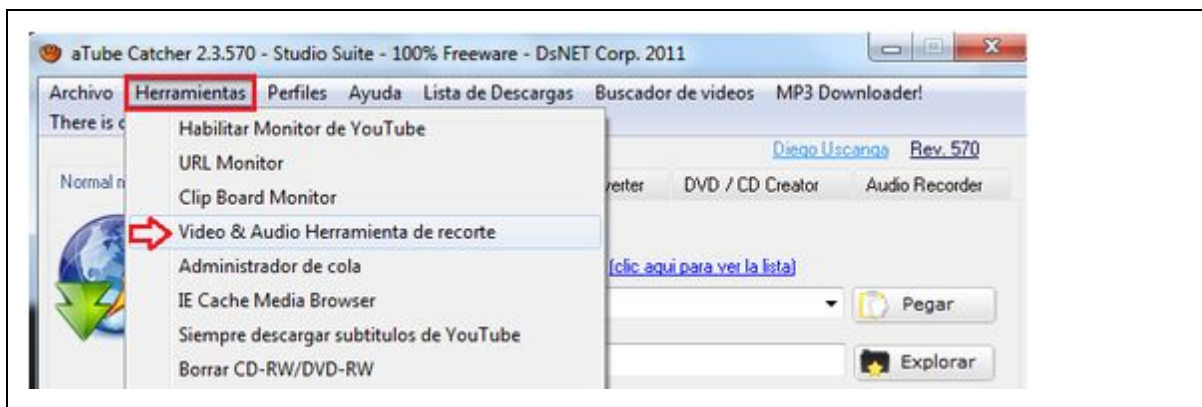 aTube Catcher 2.3.570 - Studio Suite - 100% Freeware - DsNET Corp. 2011
Archivo Herramientas Perfiles Ayuda Lista de Descargas Buscador de videos MP3 Downloader!
There is
Diego Uscanga Rev. 570
Normal DVD / CD Creator Audio Recorder
Habilitar Monitor de YouTube
URL Monitor
Clip Board Monitor
Video & Audio Herramienta de recorte
Administrador de cola
IE Cache Media Browser
Siempre descargar subtitulos de YouTube
Borrar CD-RW/DVD-RW
(clic aqui para ver la lista)
Pegar
Explorar